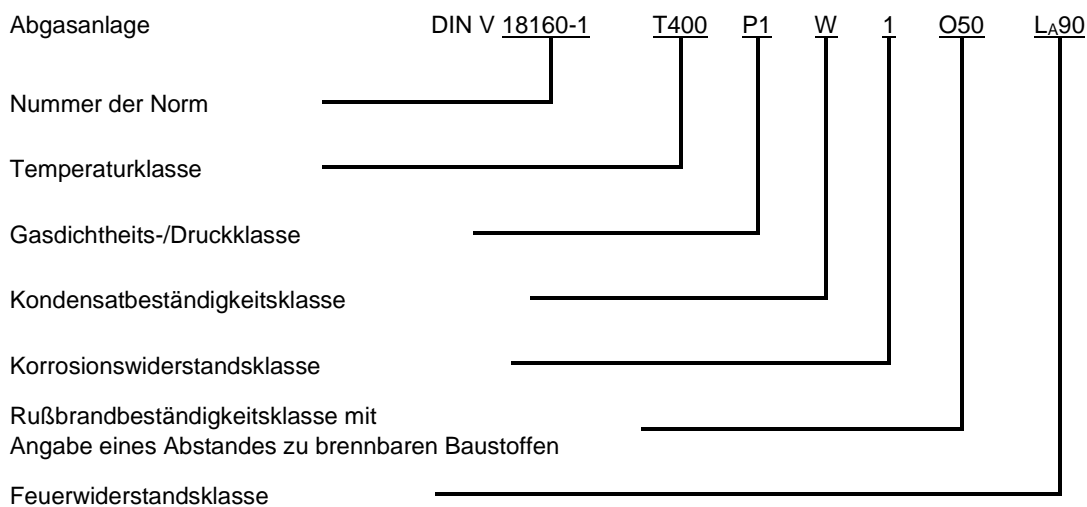 Abgasanlage DIN V 18160-1 T400 P1 W 1 O50 LA90
Nummer der Norm
Temperaturklasse
Gasdichtheits-/Druckklasse
Kondensatbeständigkeitsklasse
Korrosionswiderstandsklasse
Rußbrandbeständigkeitsklasse mit
Angabe eines Abstandes zu brennbaren Baustoffen
Feuerwiderstandsklasse